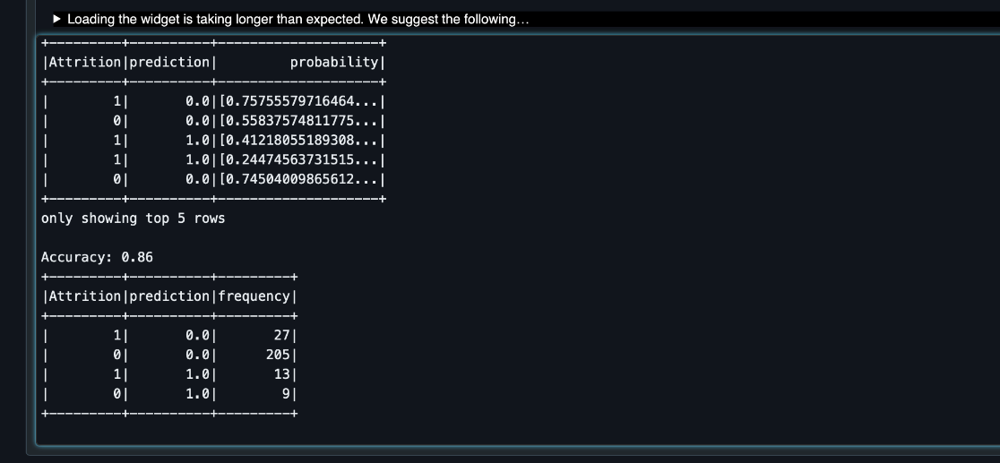 ▶ Loading the widget is taking longer than expected. We suggest the following…
+---------+----------+--------------------+
|Attrition|prediction|         probability|
+---------+----------+--------------------+
|        1|       0.0|[0.75755579716464...|
|        0|       0.0|[0.55837574811775...|
|        1|       1.0|[0.41218055189308...|
|        1|       1.0|[0.24474563731515...|
|        0|       0.0|[0.74504009865612...|
+---------+----------+--------------------+
only showing top 5 rows
Accuracy: 0.86
+---------+----------+---------+
|Attrition|prediction|frequency|
+---------+----------+---------+
|        1|       0.0|       27|
|        0|       0.0|      205|
|        1|       1.0|       13|
|        0|       1.0|        9|
+---------+----------+---------+